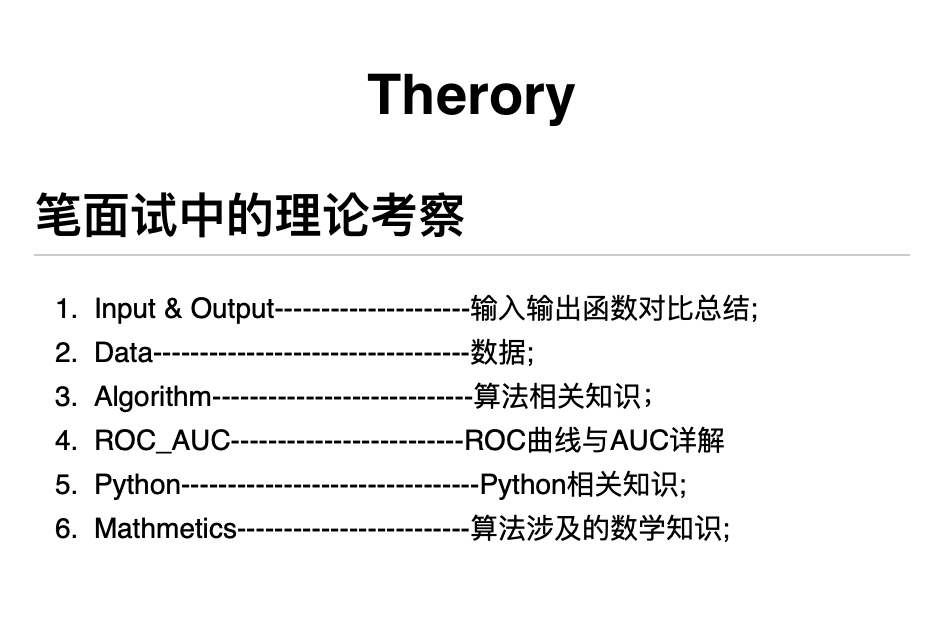 Therory
笔面试中的理论考察
1. Input & Output---------------------输入输出函数对比总结;
2. Data----------------------------------数据;
3. Algorithm----------------------------算法相关知识；
4. ROC_AUC-------------------------ROC曲线与AUC详解
5. Python--------------------------------Python相关知识;
6. Mathmetics-------------------------算法涉及的数学知识;